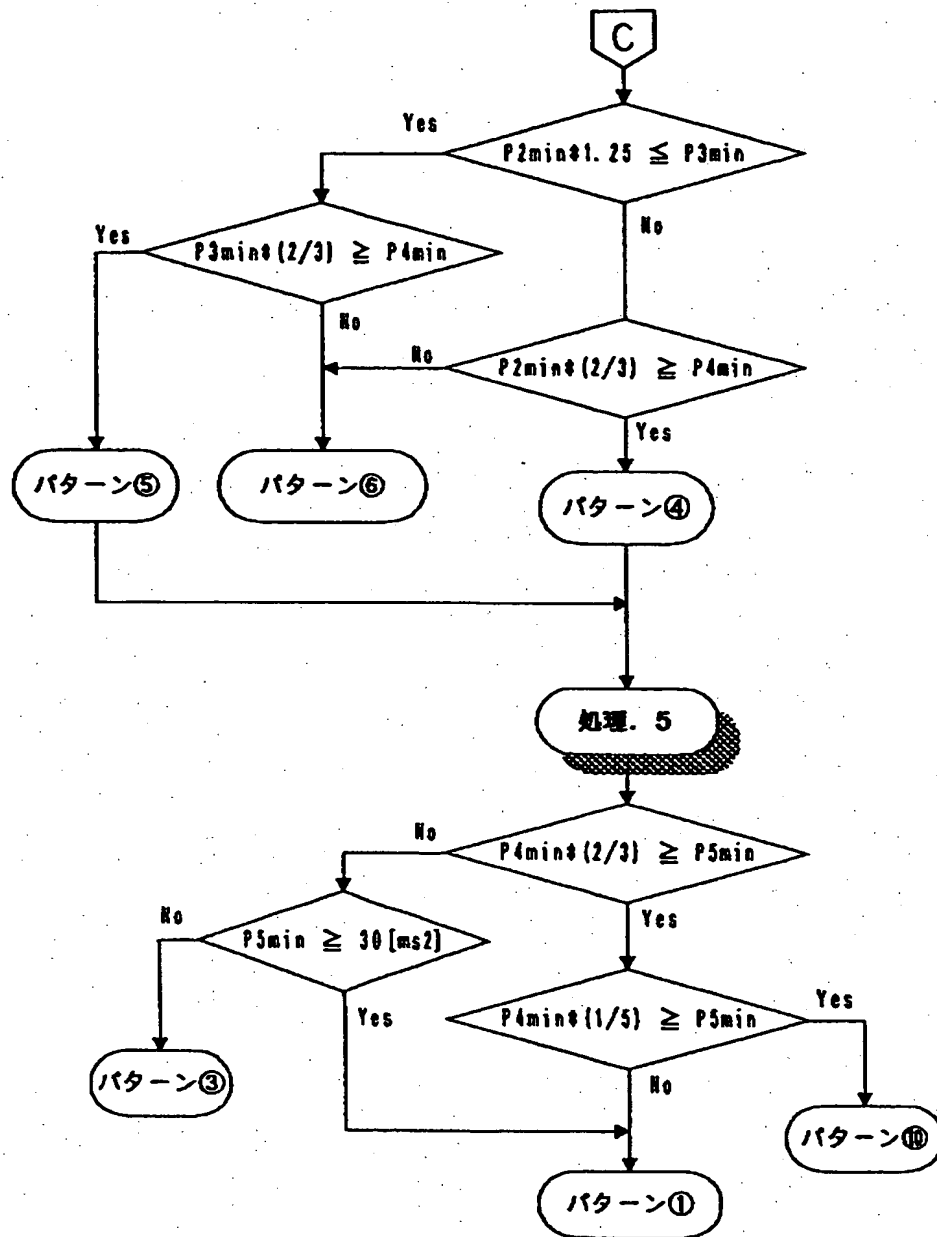 C
Yes
P2min*1.25 ≦ P3min
Yes
No
P3min*(2/3) ≧ P4min
No
No
P2min*(2/3) ≧ P4min
Yes
パターン⑤
パターン⑥
パターン④
処理. 5
No
P4min*(2/3) ≧ P5min
No
Yes
P5min ≧ 30[ms2]
Yes
P4min*(1/5) ≧ P5min
Yes
パターン③
No
パターン⑩
パターン①